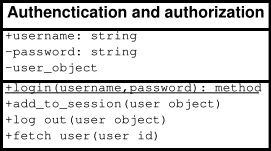 Authenctication and authorization
+username: string
-password: string
-user_object
+login(username,password): method
+add_to_session(user object)
+log out(user object)
+fetch user(user id)